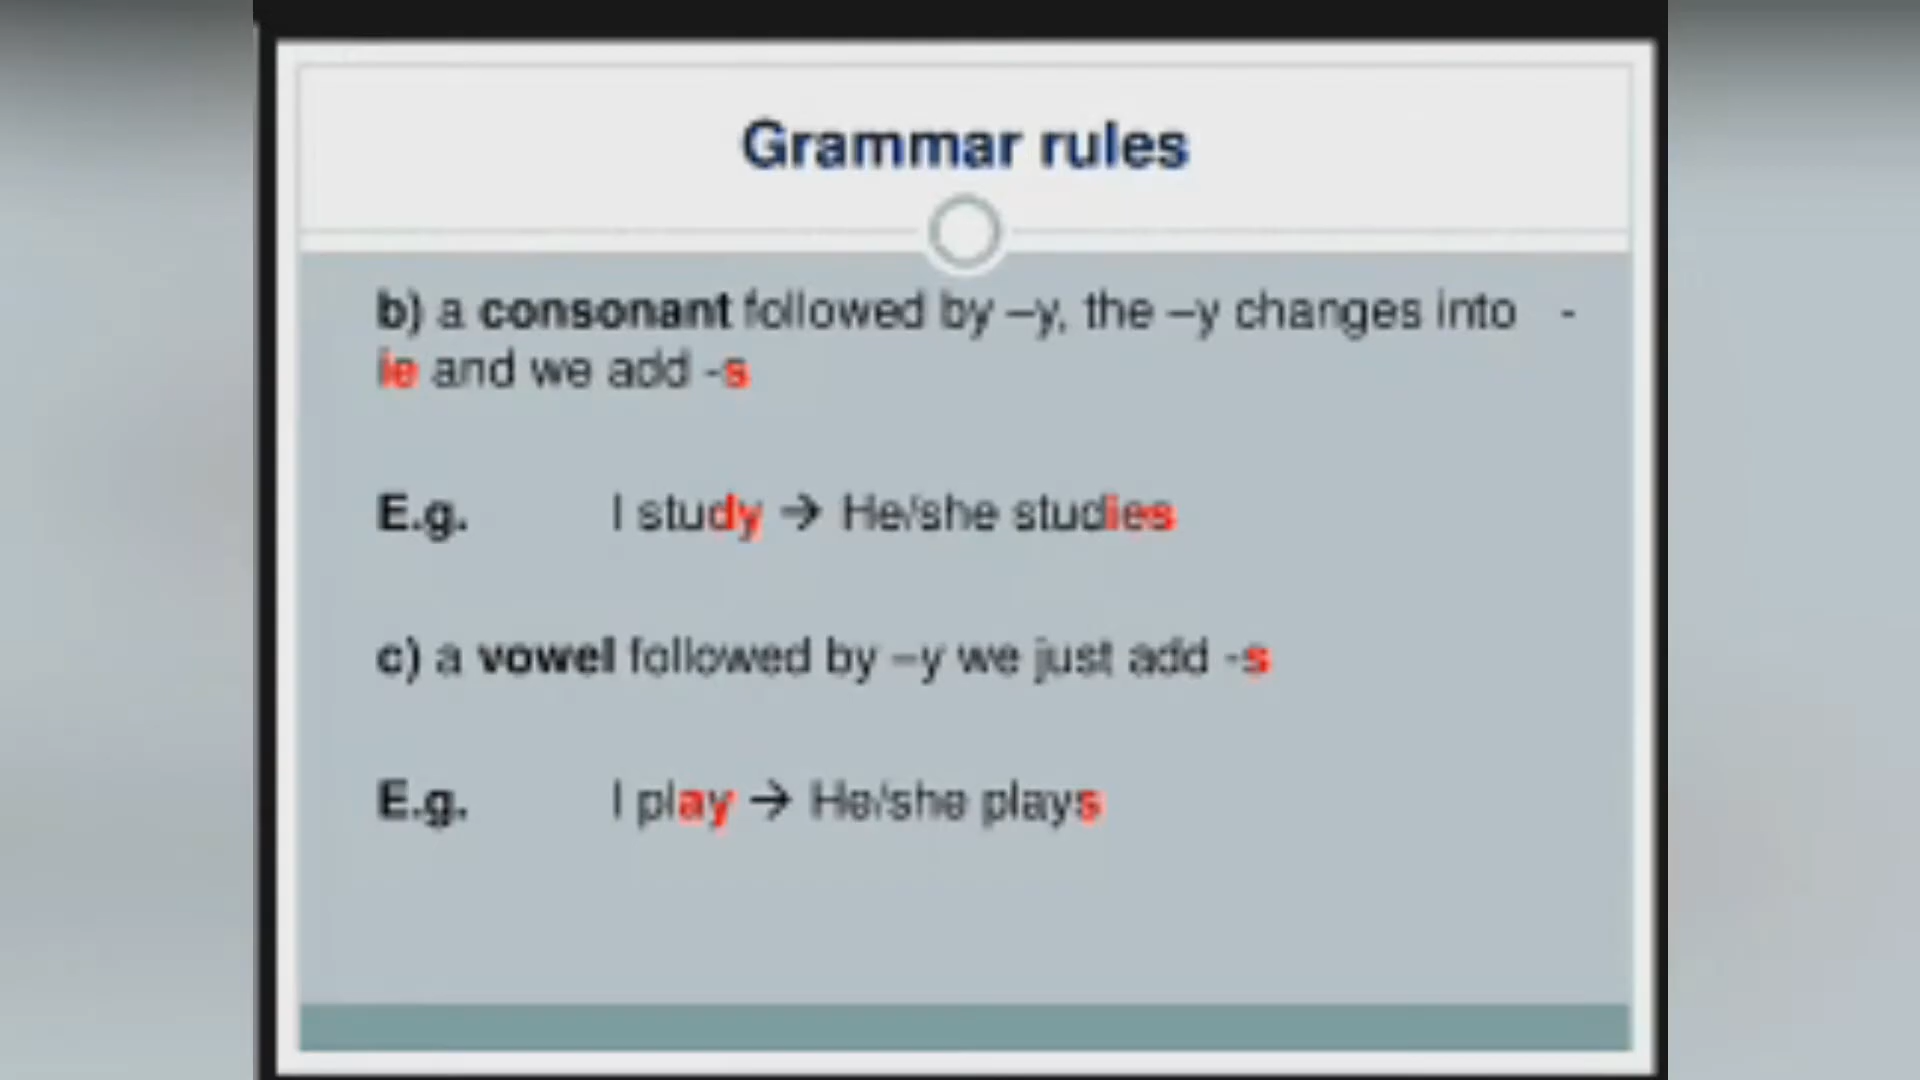 Grammar rules
b) a consonant followed by –y, the –y changes into -
ie and we add -s
E.g. I study → He/she studies
c) a vowel followed by –y we just add -s
E.g. I play → He/she plays